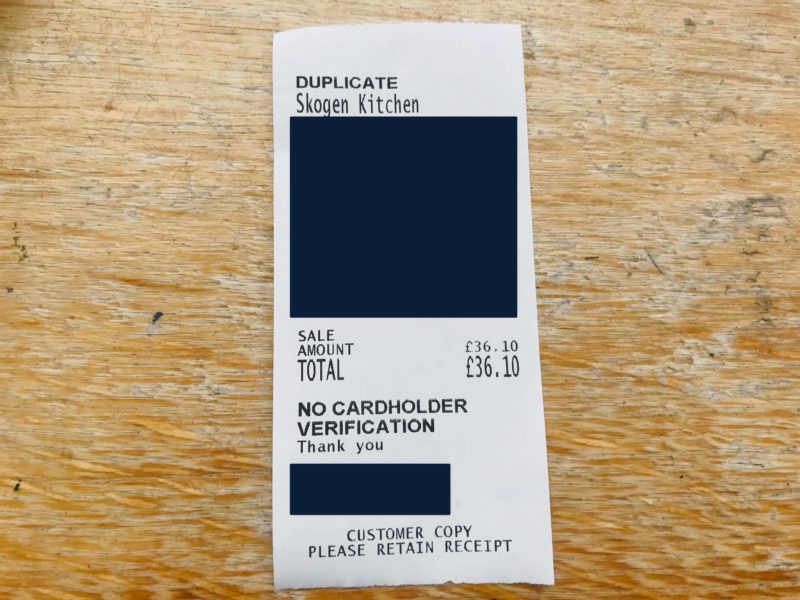 DUPLICATE
Skogen Kitchen
SALE
AMOUNT £36.10
TOTAL £36.10
NO CARDHOLDER
VERIFICATION
Thank you
CUSTOMER COPY
PLEASE RETAIN RECEIPT